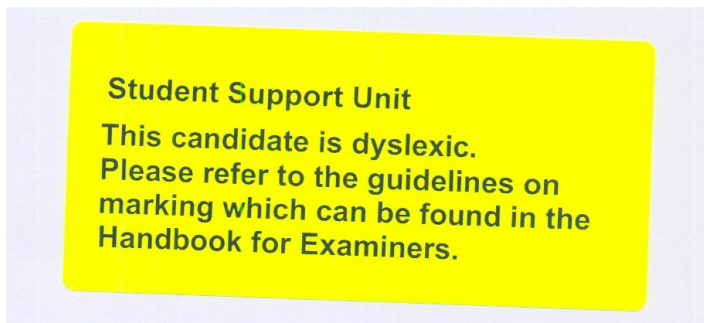 Student Support Unit
This candidate is dyslexic.
Please refer to the guidelines on
marking which can be found in the
Handbook for Examiners.